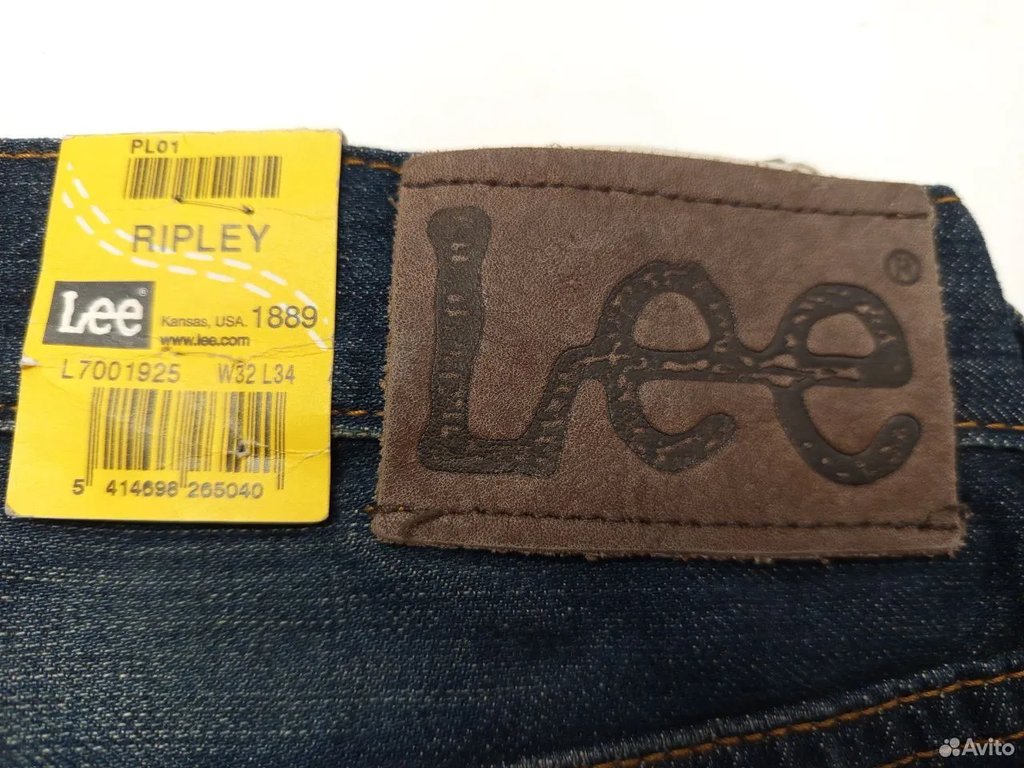 PL01
RIPLEY
Lee ®
Kansas, USA. 1889
www.lee.com
L7001925 W32 L34
5 414698 265040
Lee ®
Avito